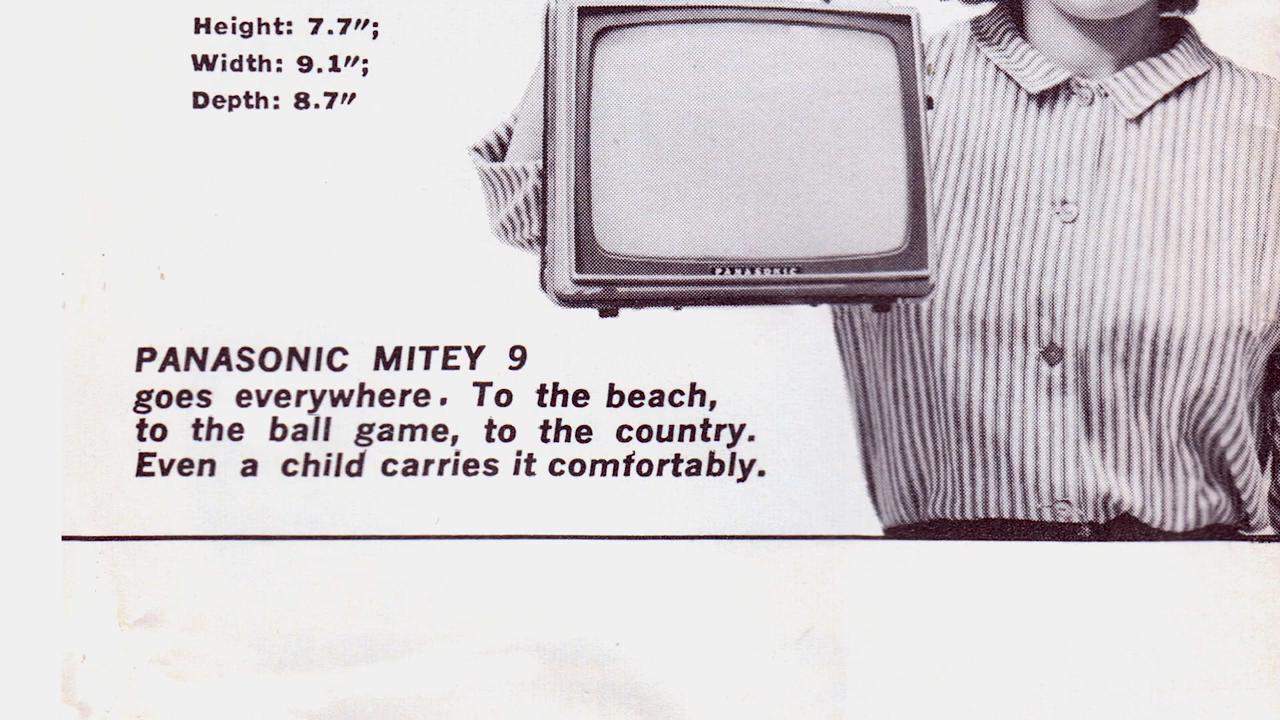 Height: 7.7″;
Width: 9.1″;
Depth: 8.7″
PANASONIC
PANASONIC MITEY 9
goes everywhere. To the beach,
to the ball game, to the country.
Even a child carries it comfortably.